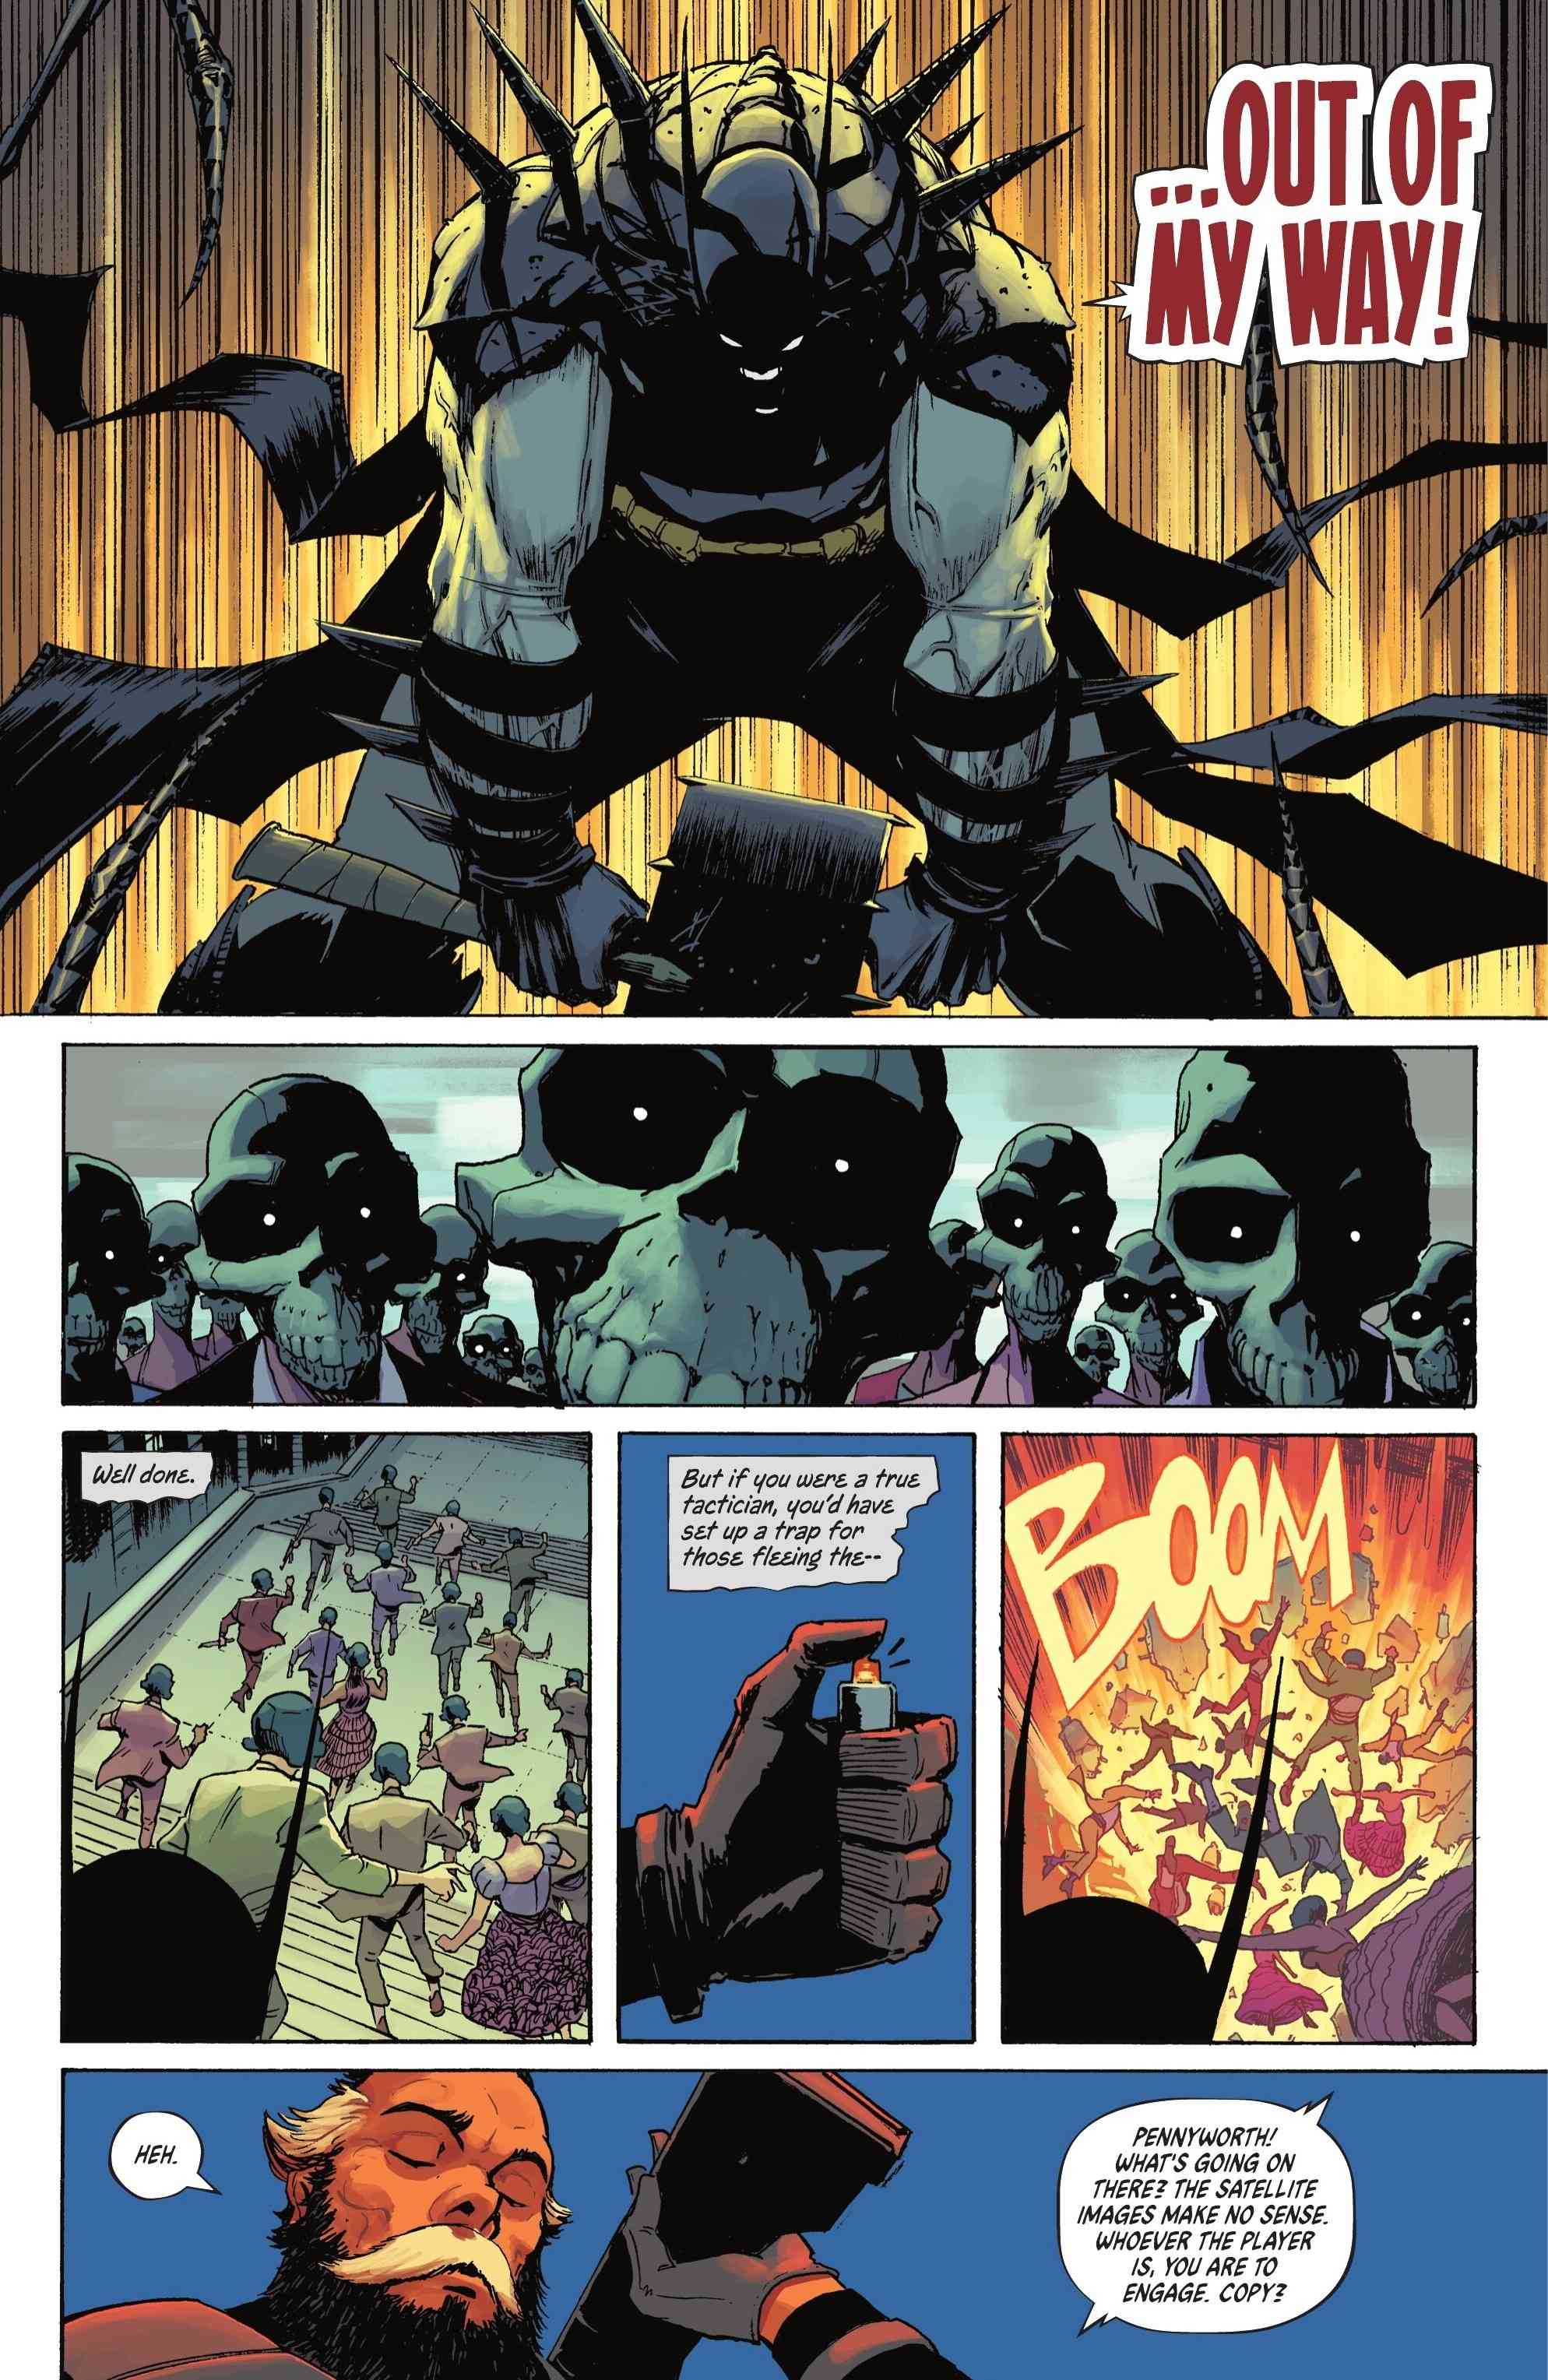 ...OUT OF
MY WAY!
Well done.
But if you were a true
tactician, you'd have
set up a trap for
those fleeing the--
BOOM
HEH.
PENNYWORTH!
WHAT'S GOING ON
THERE? THE SATELLITE
IMAGES MAKE NO SENSE.
WHOEVER THE PLAYER
IS, YOU ARE TO
ENGAGE. COPY?